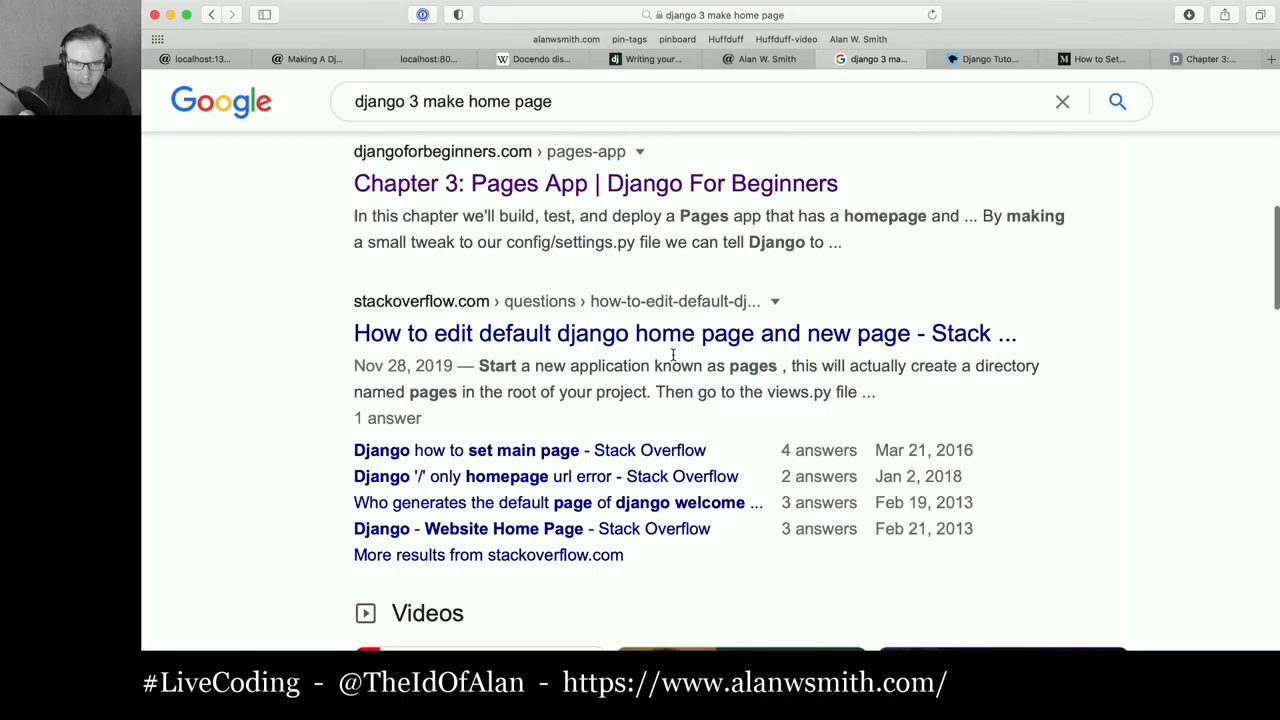 django 3 make home page
alanwsmith.com pin-tags pinboard Huffduff Huffduff-video Alan W. Smith
localhost:13... Making A Dj... localhost:80... Docendo dis... Writing your... Alan W. Smith django 3 ma... Django Tuto... How to Set... Chapter 3:...
Google django 3 make home page
djangoforbeginners.com › pages-app
Chapter 3: Pages App | Django For Beginners
In this chapter we'll build, test, and deploy a Pages app that has a homepage and ... By making
a small tweak to our config/settings.py file we can tell Django to ...
stackoverflow.com › questions › how-to-edit-default-dj...
How to edit default django home page and new page - Stack ...
Nov 28, 2019 — Start a new application known as pages , this will actually create a directory
named pages in the root of your project. Then go to the views.py file ...
1 answer
Django how to set main page - Stack Overflow 4 answers Mar 21, 2016
Django '/' only homepage url error - Stack Overflow 2 answers Jan 2, 2018
Who generates the default page of django welcome ... 3 answers Feb 19, 2013
Django - Website Home Page - Stack Overflow 3 answers Feb 21, 2013
More results from stackoverflow.com
Videos
#LiveCoding - @TheIdOfAlan - https://www.alanwsmith.com/